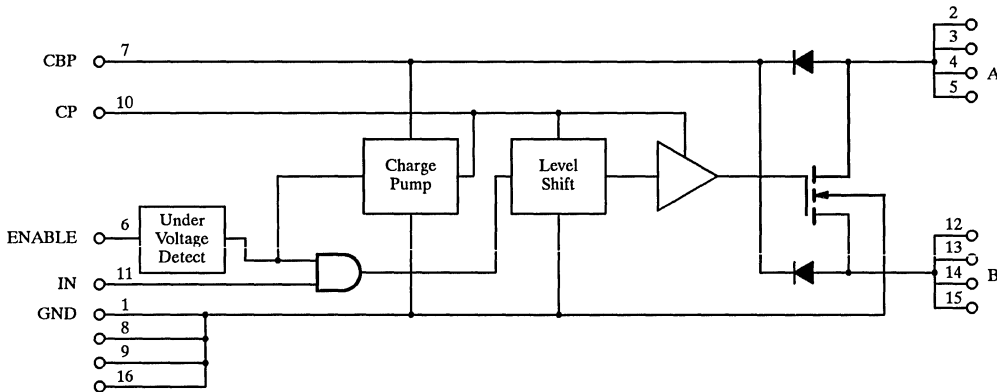 2
CBP 7 3
4 A
5
CP 10
Charge
Pump
Level
Shift
ENABLE 6
Under
Voltage
Detect
12
13
IN 11 14 B
15
GND 1
8
9
16